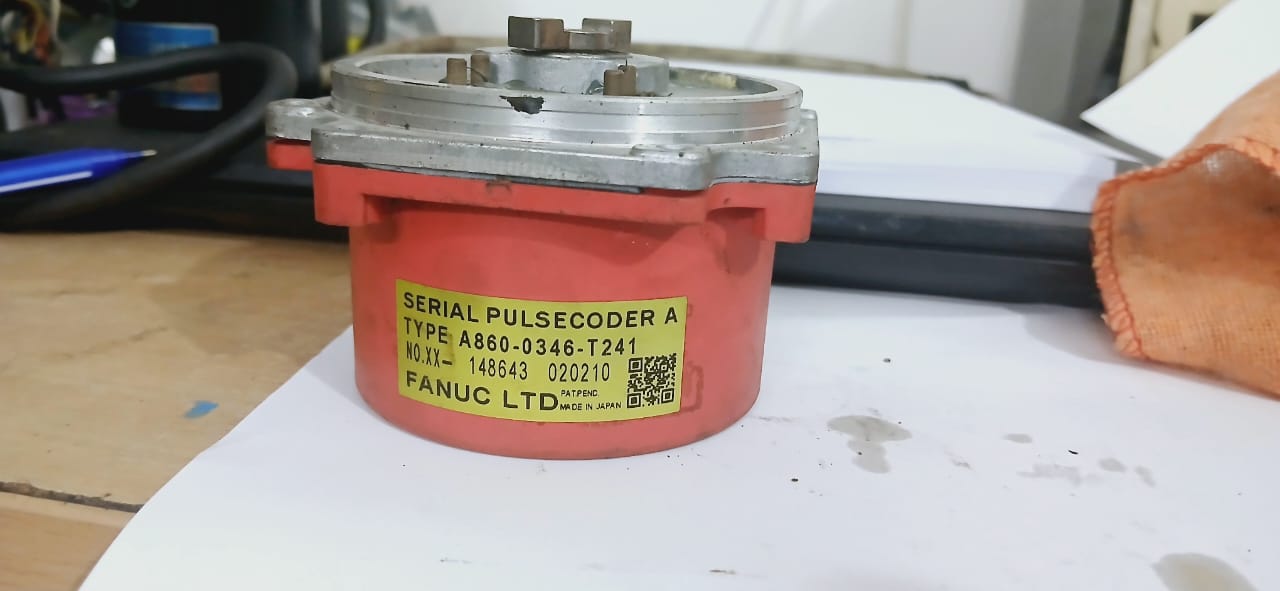 SERIAL PULSECODER A
TYPE A860-0346-T241
NO.XX- 148643 020210
FANUC LTD PAT.PEND.
MADE IN JAPAN